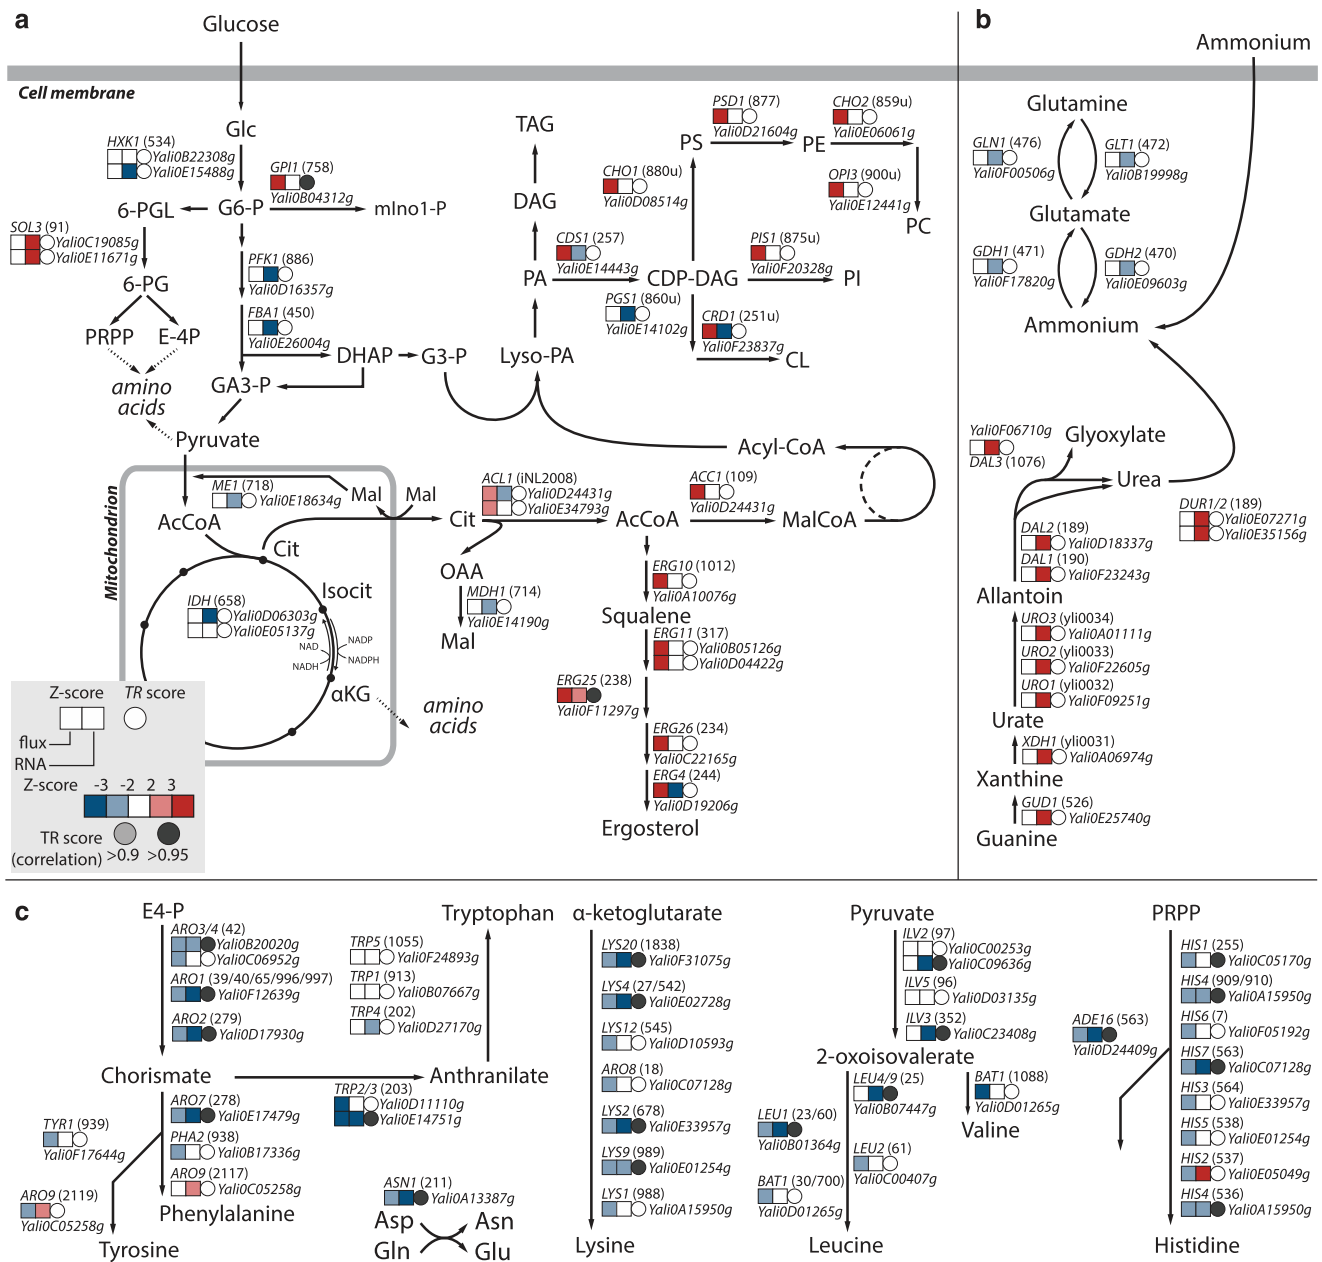 a
Glucose
Cell membrane
Glc
HXK1 (534)
Yali0B22308g
Yali0E15488g
GPI1 (758)
Yali0B04312g
6-PGL
G6-P
mIno1-P
SOL3 (91)
Yali0C19085g
Yali0E11671g
6-PG
PFK1 (886)
Yali0D16357g
PRPP
E-4P
FBA1 (450)
Yali0E26004g
DHAP
G3-P
Lyso-PA
amino
acids
GA3-P
Pyruvate
TAG
DAG
PA
CDS1 (257)
Yali0E14443g
CDP-DAG
CHO1 (880u)
Yali0D08514g
PS
PSD1 (877)
Yali0D21604g
PE
CHO2 (859u)
Yali0E06061g
OPI3 (900u)
Yali0E12441g
PC
PIS1 (875u)
Yali0F20328g
PI
PGS1 (860u)
Yali0E14102g
CRD1 (251u)
Yali0F23837g
CL
Acyl-CoA
Mitochondrion
ME1 (718)
Yali0E18634g
Mal
Mal
AcCoA
Cit
Cit
ACL1 (iNL2008)
Yali0D24431g
Yali0E34793g
AcCoA
ACC1 (109)
Yali0D24431g
MalCoA
Isocit
IDH (658)
Yali0D06303g
Yali0E05137g
NAD
NADH
NADP
NADPH
αKG
amino
acids
OAA
MDH1 (714)
Yali0E14190g
Mal
ERG10 (1012)
Yali0A10076g
Squalene
ERG11 (317)
Yali0B05126g
Yali0D04422g
ERG25 (238)
Yali0F11297g
ERG26 (234)
Yali0C22165g
ERG4 (244)
Yali0D19206g
Ergosterol
Z-score
TR score
flux
RNA
Z-score
-3 -2 2 3
TR score
(correlation)
>0.9 >0.95
b
Ammonium
Glutamine
GLN1 (476)
Yali0F00506g
GLT1 (472)
Yali0B19998g
Glutamate
GDH1 (471)
Yali0F17820g
GDH2 (470)
Yali0E09603g
Ammonium
Yali0F06710g
DAL3 (1076)
Glyoxylate
Urea
DUR1/2 (189)
Yali0E07271g
Yali0E35156g
DAL2 (189)
Yali0D18337g
DAL1 (190)
Yali0F23243g
Allantoin
URO3 (yli0034)
Yali0A01111g
URO2 (yli0033)
Yali0F22605g
URO1 (yli0032)
Yali0F09251g
Urate
XDH1 (yli0031)
Yali0A06974g
Xanthine
GUD1 (526)
Yali0E25740g
Guanine
c
E4-P
ARO3/4 (42)
Yali0B20020g
Yali0C06952g
ARO1 (39/40/65/996/997)
Yali0F12639g
ARO2 (279)
Yali0D17930g
Chorismate
ARO7 (278)
Yali0E17479g
TYR1 (939)
Yali0F17644g
PHA2 (938)
Yali0B17336g
ARO9 (2117)
Yali0C05258g
ARO9 (2119)
Yali0C05258g
Phenylalanine
Tyrosine
Tryptophan
TRP5 (1055)
Yali0F24893g
TRP1 (913)
Yali0B07667g
TRP4 (202)
Yali0D27170g
Anthranilate
TRP2/3 (203)
Yali0D11110g
Yali0E14751g
ASN1 (211)
Yali0A13387g
Asp
Asn
Gln
Glu
α-ketoglutarate
LYS20 (1838)
Yali0F31075g
LYS4 (27/542)
Yali0E02728g
LYS12 (545)
Yali0D10593g
ARO8 (18)
Yali0C07128g
LYS2 (678)
Yali0E33957g
LYS9 (989)
Yali0E01254g
LYS1 (988)
Yali0A15950g
Lysine
Pyruvate
ILV2 (97)
Yali0C00253g
Yali0C09636g
ILV5 (96)
Yali0D03135g
ILV3 (352)
Yali0C23408g
2-oxoisovalerate
LEU4/9 (25)
Yali0B07447g
BAT1 (1088)
Yali0D01265g
Valine
LEU1 (23/60)
Yali0B01364g
LEU2 (61)
Yali0C00407g
BAT1 (30/700)
Yali0D01265g
Leucine
PRPP
HIS1 (255)
Yali0C05170g
HIS4 (909/910)
Yali0A15950g
HIS6 (7)
Yali0F05192g
ADE16 (563)
Yali0D24409g
HIS7 (563)
Yali0C07128g
HIS3 (564)
Yali0E33957g
HIS5 (538)
Yali0E01254g
HIS2 (537)
Yali0E05049g
HIS4 (536)
Yali0A15950g
Histidine